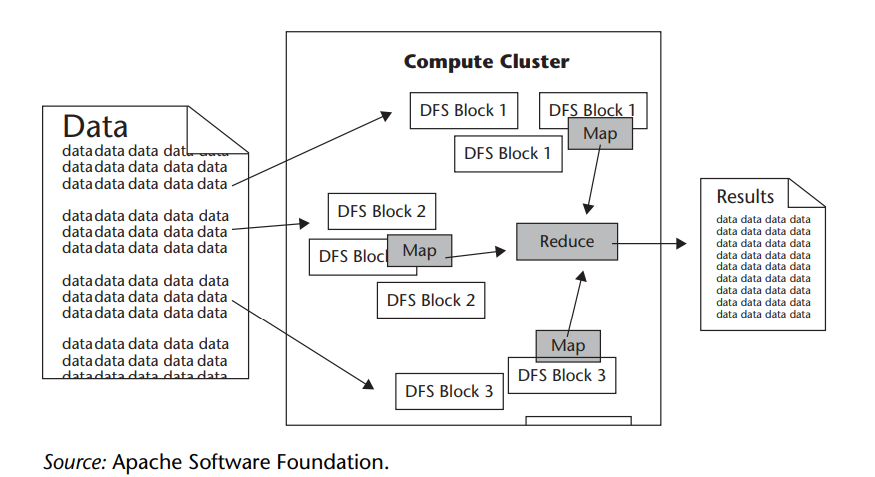 Compute Cluster
Data
data data data data data
data data data data data
data data data data data
data data data data data
data data data data data
data data data data data
data data data data data
data data data data data
data data data data data
data data data data data
data data data data data
data data data data data
DFS Block 1
DFS Block 1
Map
DFS Block 1
DFS Block 2
DFS Bloc
Map
DFS Block 2
Reduce
Map
DFS Block 3
DFS Block 3
Results
data data data data
data data data data
data data data data
data data data data
data data data data
data data data data
data data data data
data data data data
data data data data
Source: Apache Software Foundation.